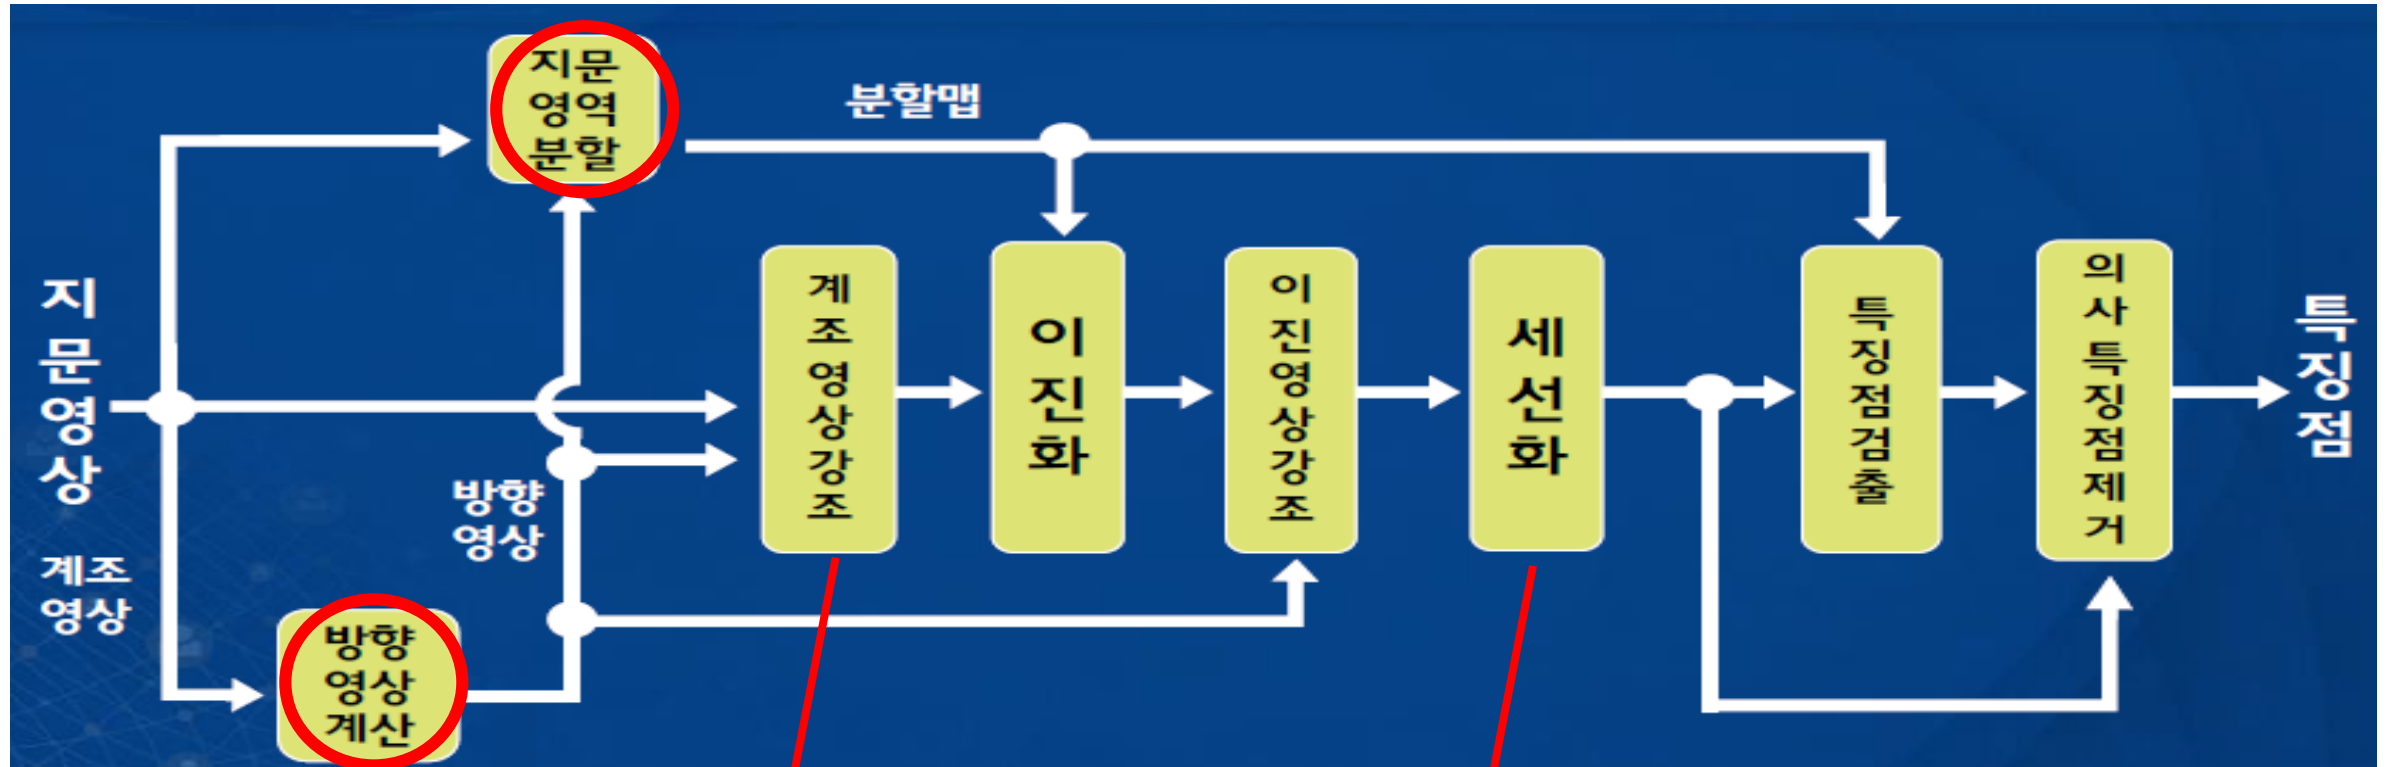 지문영상
계조
영상
지문
영역
분할
방향
영상
계산
방향
영상
분할맵
계조영상강조
이진화
이진영상강조
세선화
특징점검출
의사특징점제거
특징점